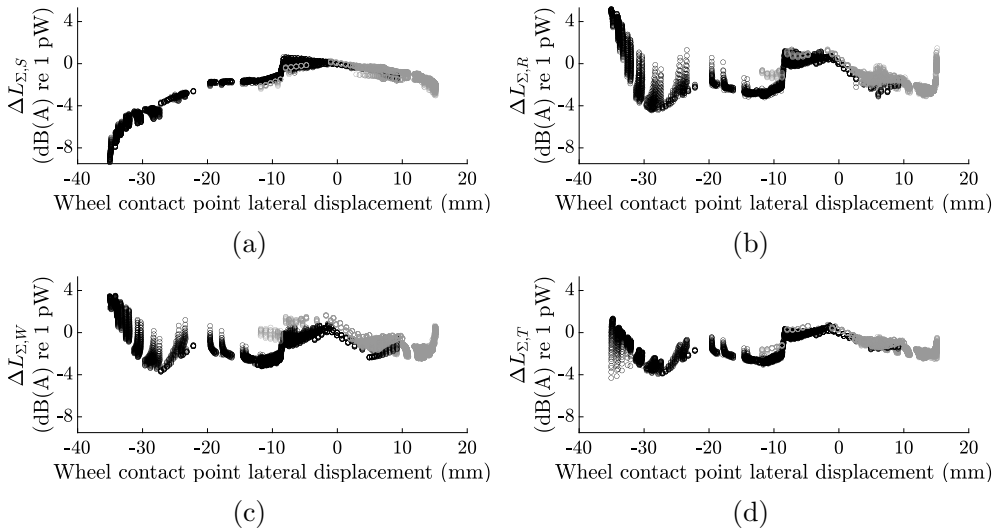 4
0
-4
-8
ΔL_{Σ,S}
(dB(A) re 1 pW)
-40 -30 -20 -10 0 10 20
Wheel contact point lateral displacement (mm)
(a)
4
0
-4
-8
ΔL_{Σ,R}
(dB(A) re 1 pW)
-40 -30 -20 -10 0 10 20
Wheel contact point lateral displacement (mm)
(b)
4
0
-4
-8
ΔL_{Σ,W}
(dB(A) re 1 pW)
-40 -30 -20 -10 0 10 20
Wheel contact point lateral displacement (mm)
(c)
4
0
-4
-8
ΔL_{Σ,T}
(dB(A) re 1 pW)
-40 -30 -20 -10 0 10 20
Wheel contact point lateral displacement (mm)
(d)